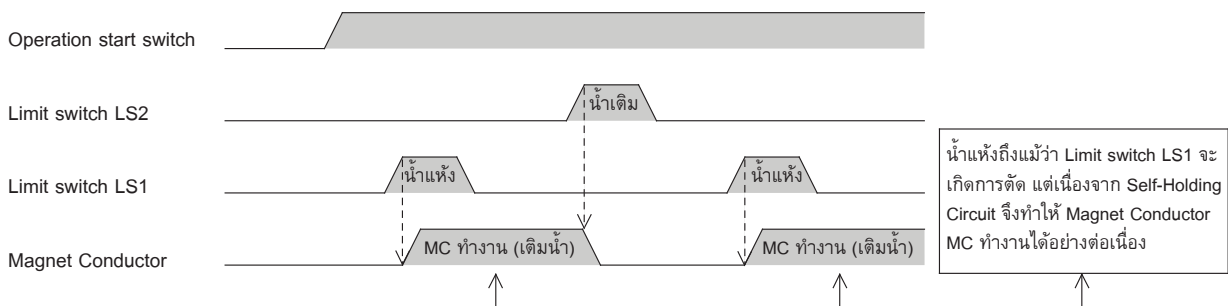 Operation start switch
Limit switch LS2
น้ำเติม
Limit switch LS1
น้ำแห้ง
น้ำแห้ง
Magnet Conductor
MC ทำงาน (เติมน้ำ)
MC ทำงาน (เติมน้ำ)
น้ำแห้งถึงแม้ว่า Limit switch LS1 จะ
เกิดการตัด แต่เนื่องจาก Self-Holding
Circuit จึงทำให้ Magnet Conductor
MC ทำงานได้อย่างต่อเนื่อง